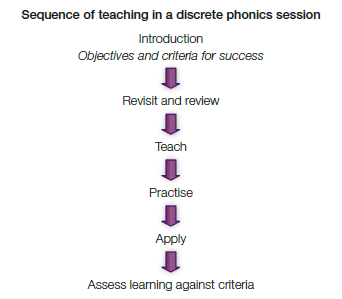 Sequence of teaching in a discrete phonics session
Introduction
Objectives and criteria for success
Revisit and review
Teach
Practise
Apply
Assess learning against criteria